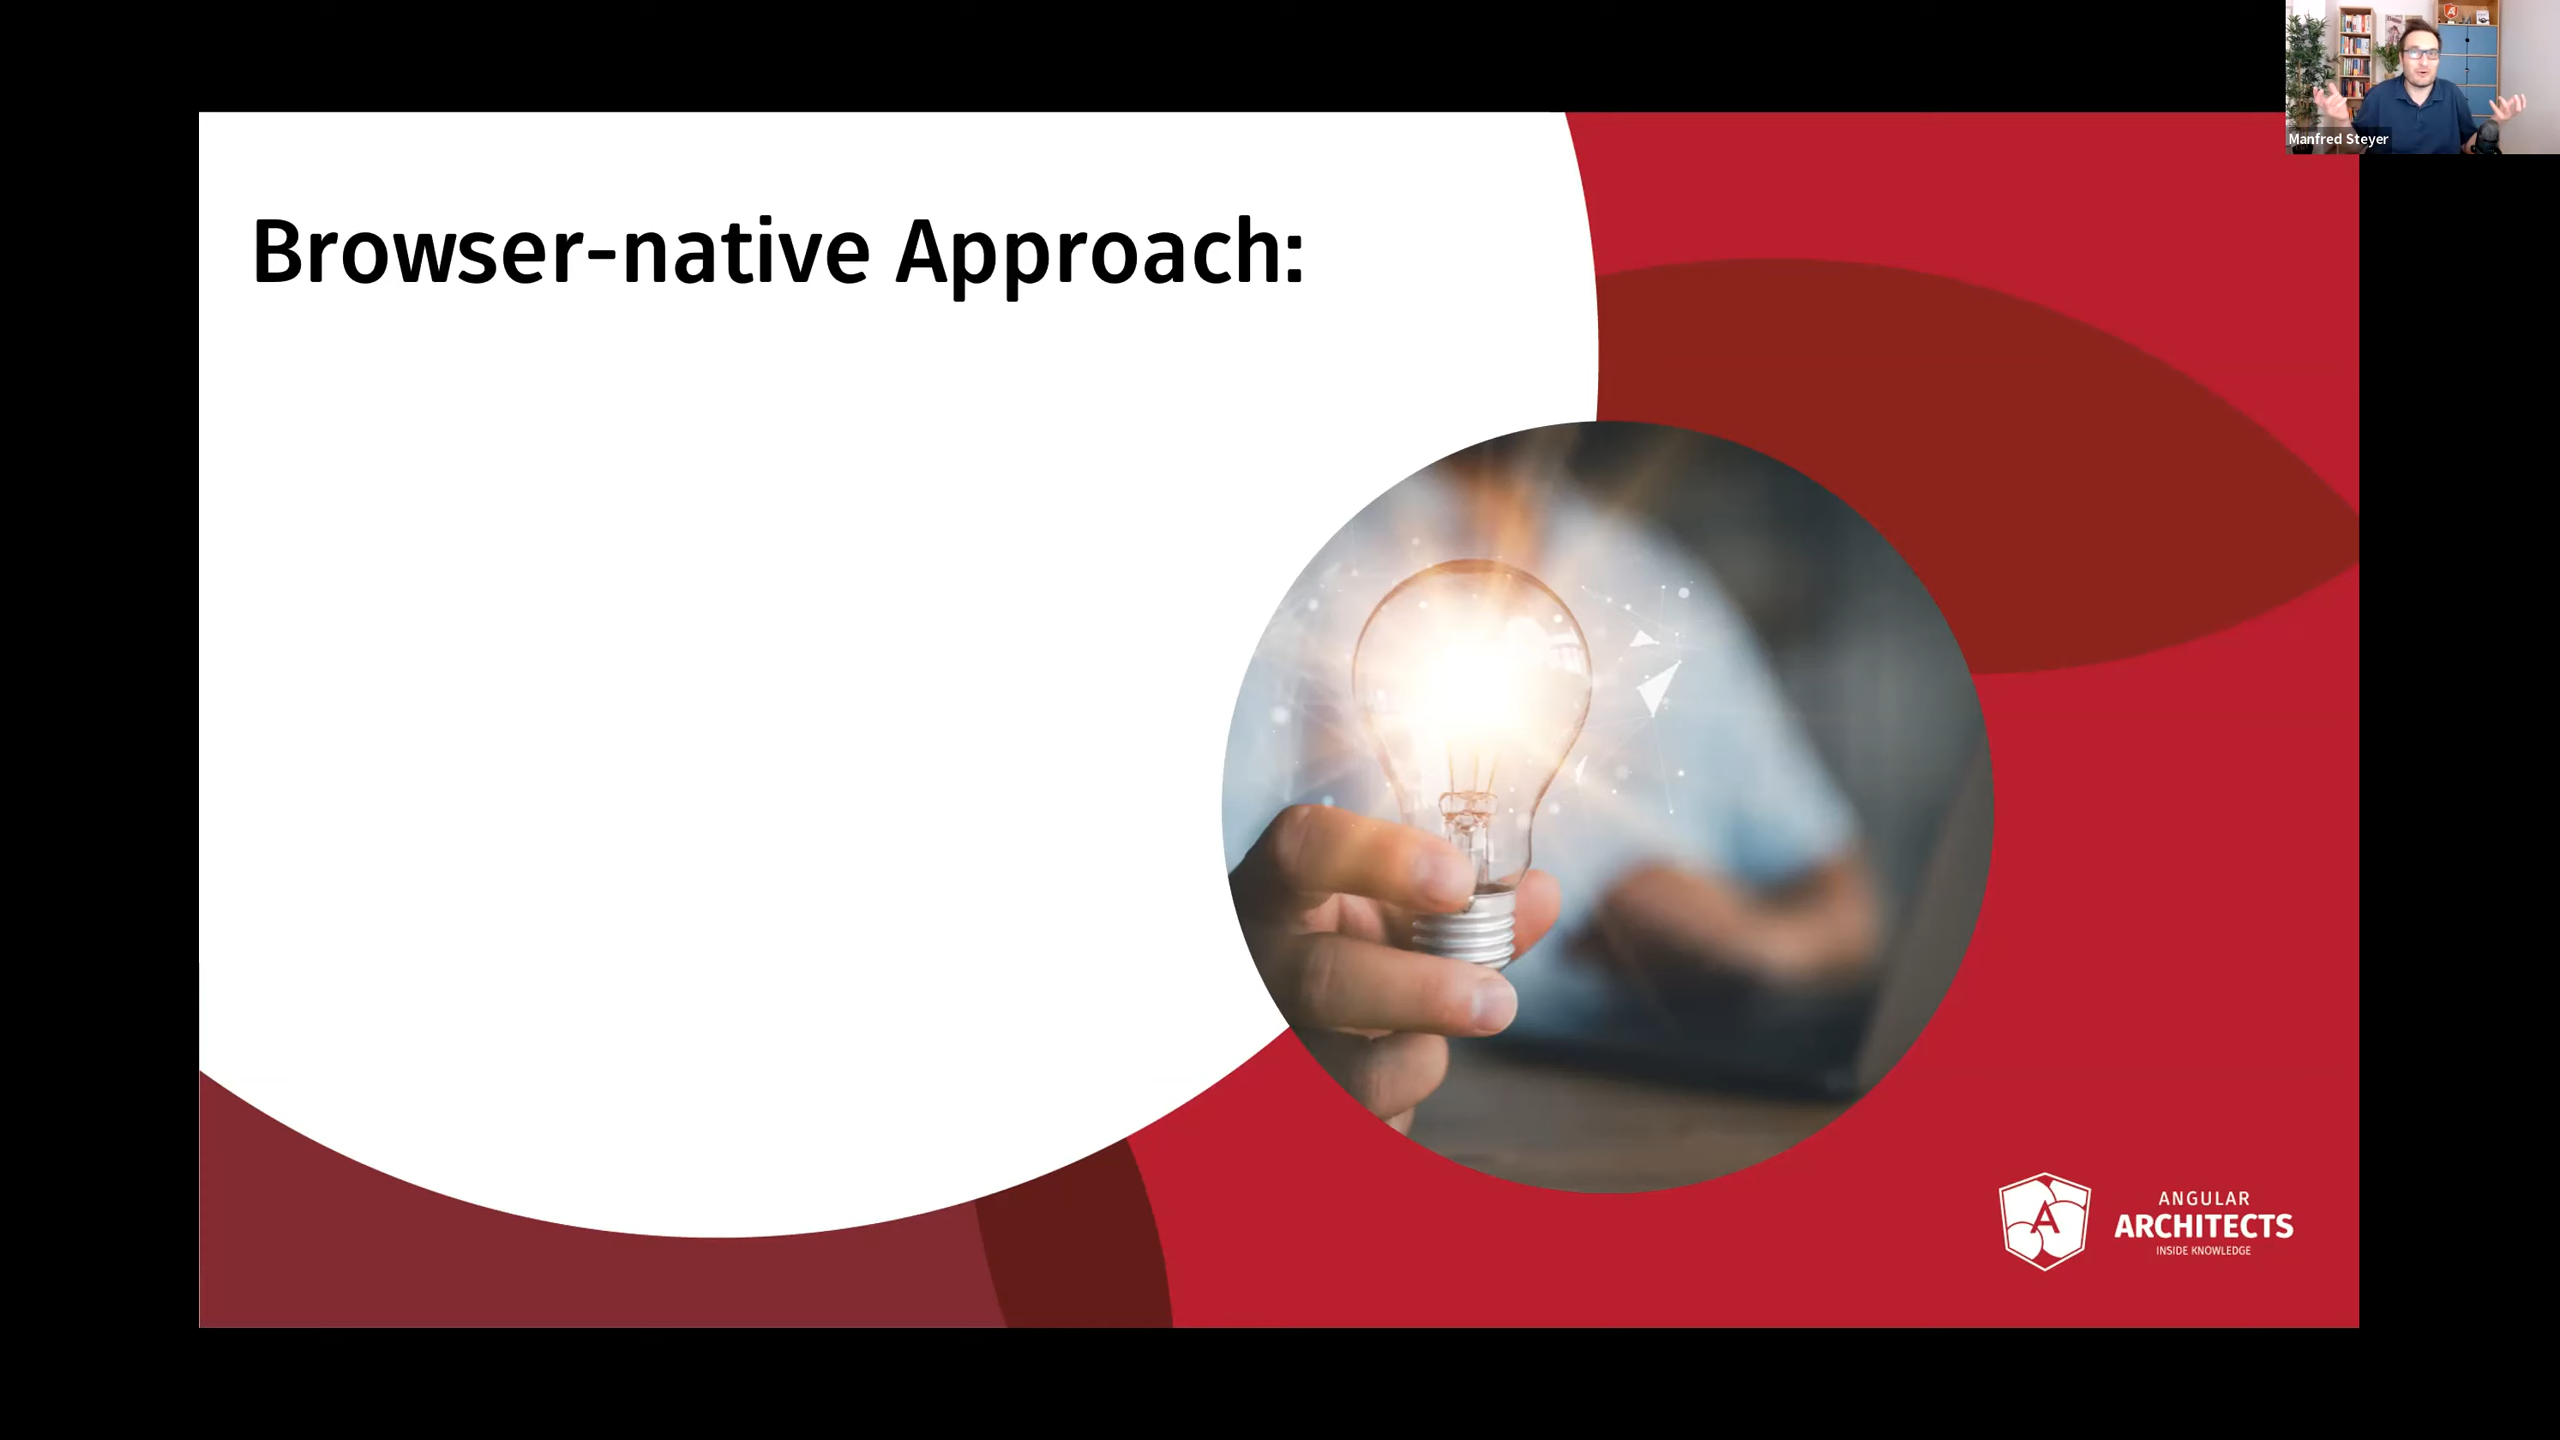 Manfred Steyer
Browser-native Approach:
ANGULAR
ARCHITECTS
INSIDE KNOWLEDGE